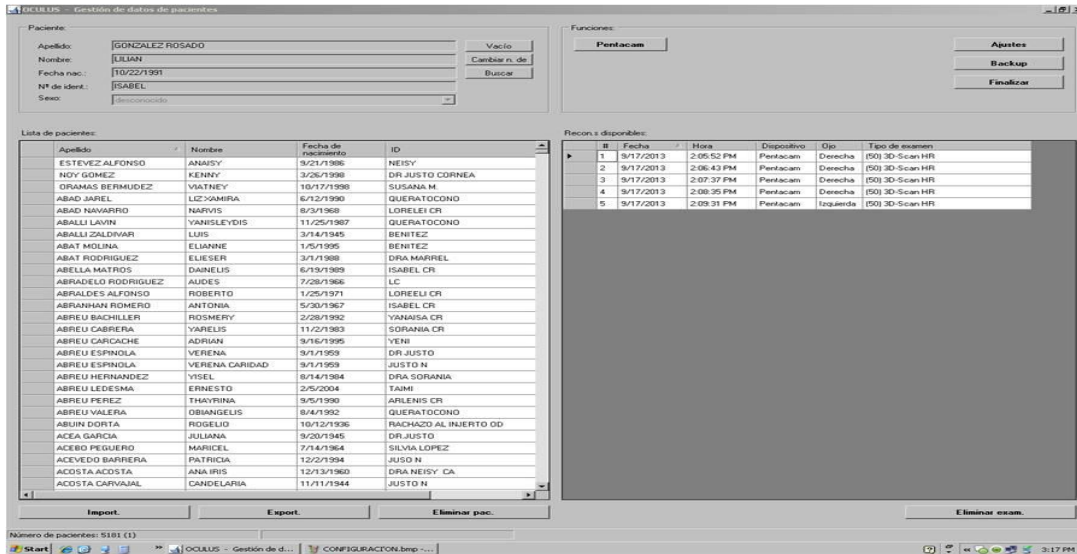 OCULUS - Gestión de datos de pacientes
Paciente:
Apellido: GONZALEZ ROSADO Vacío
Nombre: LILIAN Cambiar n. de
Fecha nac.: 10/22/1991 Buscar
Nº de ident.: ISABEL
Sexo: desconocido
Funciones:
Pentacam Ajustes
Backup
Finalizar
Lista de pacientes:
Apellido Nombre Fecha de nacimiento ID
ESTEVEZ ALFONSO ANAISY 9/21/1986 NEISY
NOY GOMEZ KENNY 3/26/1998 DR JUSTO CORNEA
ORAMAS BERMUDEZ VIATNEY 10/17/1998 SUSANA M.
ABAD JAREL LIZ XAMIRA 6/12/1990 QUERATOCONO
ABAD NAVARRO NARVIS 8/3/1968 LORELEI CR
ABALLI LAVIN YANISLEYDIS 11/25/1987 QUERATOCONO
ABALLI ZALDIVAR LUIS 3/14/1945 BENITEZ
ABAT MOLINA ELIANNE 1/5/1995 BENITEZ
ABAT RODRIGUEZ ELIESER 3/1/1988 DRA MARREL
ABELLA MATROS DAINELIS 6/19/1989 ISABEL CR
ABRADELO RODRIGUEZ AUDES 7/28/1966 LC
ABRALDES ALFONSO ROBERTO 1/25/1971 LOREELI CR
ABRANHAN ROMERO ANTONIA 5/30/1967 ISABEL CR
ABREU BACHILLER ROSMERY 2/28/1992 YANAISA CR
ABREU CABRERA YARELIS 11/2/1983 SORANIA CR
ABREU CARCACHE ADRIAN 9/16/1995 YENI
ABREU ESPINOLA VERENA 9/1/1959 DR JUSTO
ABREU ESPINOLA VERENA CARIDAD 9/1/1959 JUSTO N
ABREU HERNANDEZ YISEL 8/14/1984 DRA SORANIA
ABREU LEDESMA ERNESTO 2/5/2004 TAIMI
ABREU PEREZ THAYRINA 9/5/1990 ARLENIS CR
ABREU VALERA OBIANGELIS 8/4/1992 QUERATOCONO
ABUIN DORTA ROGELIO 10/12/1936 RACHAZO AL INJERTO OD
ACEA GARCIA JULIANA 9/20/1945 DR.JUSTO
ACEBO PEGUERO MARICEL 7/14/1964 SILVIA LOPEZ
ACEVEDO BARRERA PATRICIA 12/2/1994 JUSO N
ACOSTA ACOSTA ANA IRIS 12/13/1960 DRA NEISY CA
ACOSTA CARVAJAL CANDELARIA 11/11/1944 JUSTO N
Import. Export. Eliminar pac.
Recon.s disponibles:
# Fecha Hora Dispositivo Ojo Tipo de examen
1 9/17/2013 2:05:52 PM Pentacam Derecha (50) 3D-Scan HR
2 9/17/2013 2:06:43 PM Pentacam Derecha (50) 3D-Scan HR
3 9/17/2013 2:07:37 PM Pentacam Derecha (50) 3D-Scan HR
4 9/17/2013 2:08:35 PM Pentacam Derecha (50) 3D-Scan HR
5 9/17/2013 2:09:31 PM Pentacam Izquierda (50) 3D-Scan HR
Eliminar exam.
Número de pacientes: 5181 (1)
Start » OCULUS - Gestión de d... CONFIGURACION.bmp -... « 3:17 PM